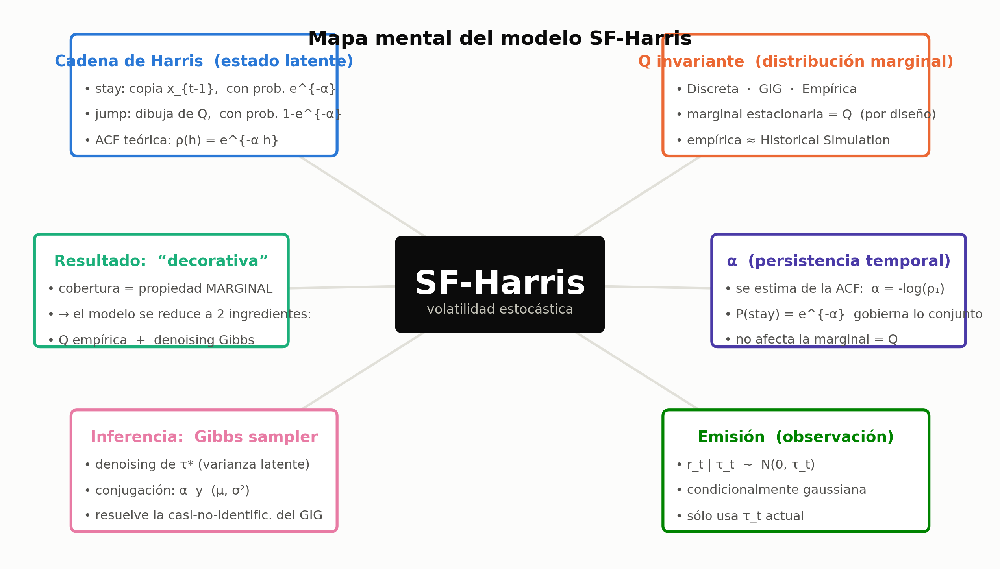 Mapa mental del modelo SF-Harris
Cadena de Harris  (estado latente)
• stay: copia x_{t-1},  con prob. e^{-α}
• jump: dibuja de Q,  con prob. 1-e^{-α}
• ACF teórica: ρ(h) = e^{-α h}
Q invariante  (distribución marginal)
• Discreta  ·  GIG  ·  Empírica
• marginal estacionaria = Q  (por diseño)
• empírica ≈ Historical Simulation
Resultado:  “decorativa”
• cobertura = propiedad MARGINAL
• → el modelo se reduce a 2 ingredientes:
• Q empírica  +  denoising Gibbs
SF-Harris
volatilidad estocástica
α  (persistencia temporal)
• se estima de la ACF:  α = -log(ρ₁)
• P(stay) = e^{-α}  gobierna lo conjunto
• no afecta la marginal = Q
Inferencia:  Gibbs sampler
• denoising de τ* (varianza latente)
• conjugación: α  y  (μ, σ²)
• resuelve la casi-no-identific. del GIG
Emisión  (observación)
• r_t | τ_t  ~  N(0, τ_t)
• condicionalmente gaussiana
• sólo usa τ_t actual